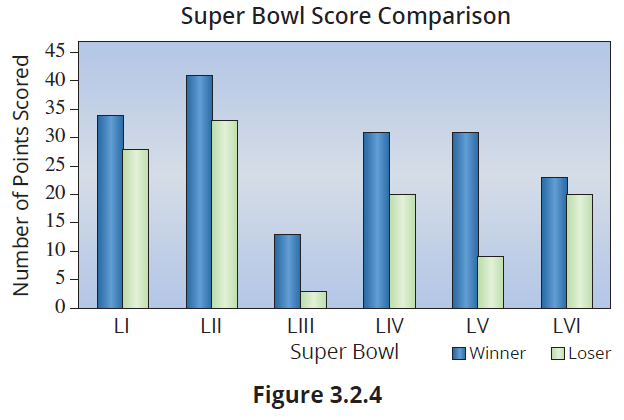 Super Bowl Score Comparison
Number of Points Scored
45
40
35
30
25
20
15
10
5
0
LI LII LIII LIV LV LVI
Super Bowl
Winner Loser
Figure 3.2.4